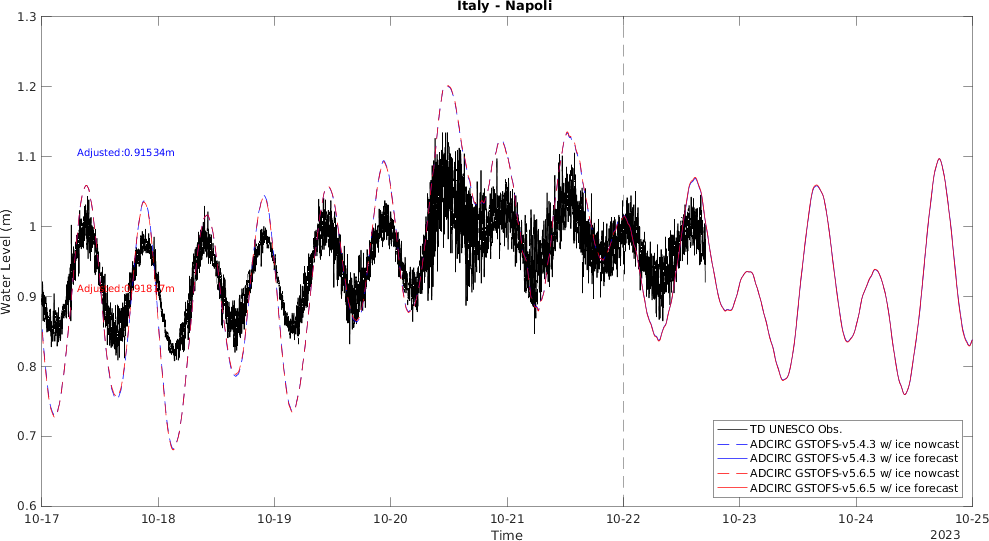 Italy - Napoli
1.3
1.2
1.1
1
0.9
0.8
0.7
0.6
Water Level (m)
Adjusted:0.91534m
Adjusted:0.91877m
TD UNESCO Obs.
ADCIRC GSTOFS-v5.4.3 w/ ice nowcast
ADCIRC GSTOFS-v5.4.3 w/ ice forecast
ADCIRC GSTOFS-v5.6.5 w/ ice nowcast
ADCIRC GSTOFS-v5.6.5 w/ ice forecast
10-17 10-18 10-19 10-20 10-21 10-22 10-23 10-24 10-25
Time
2023